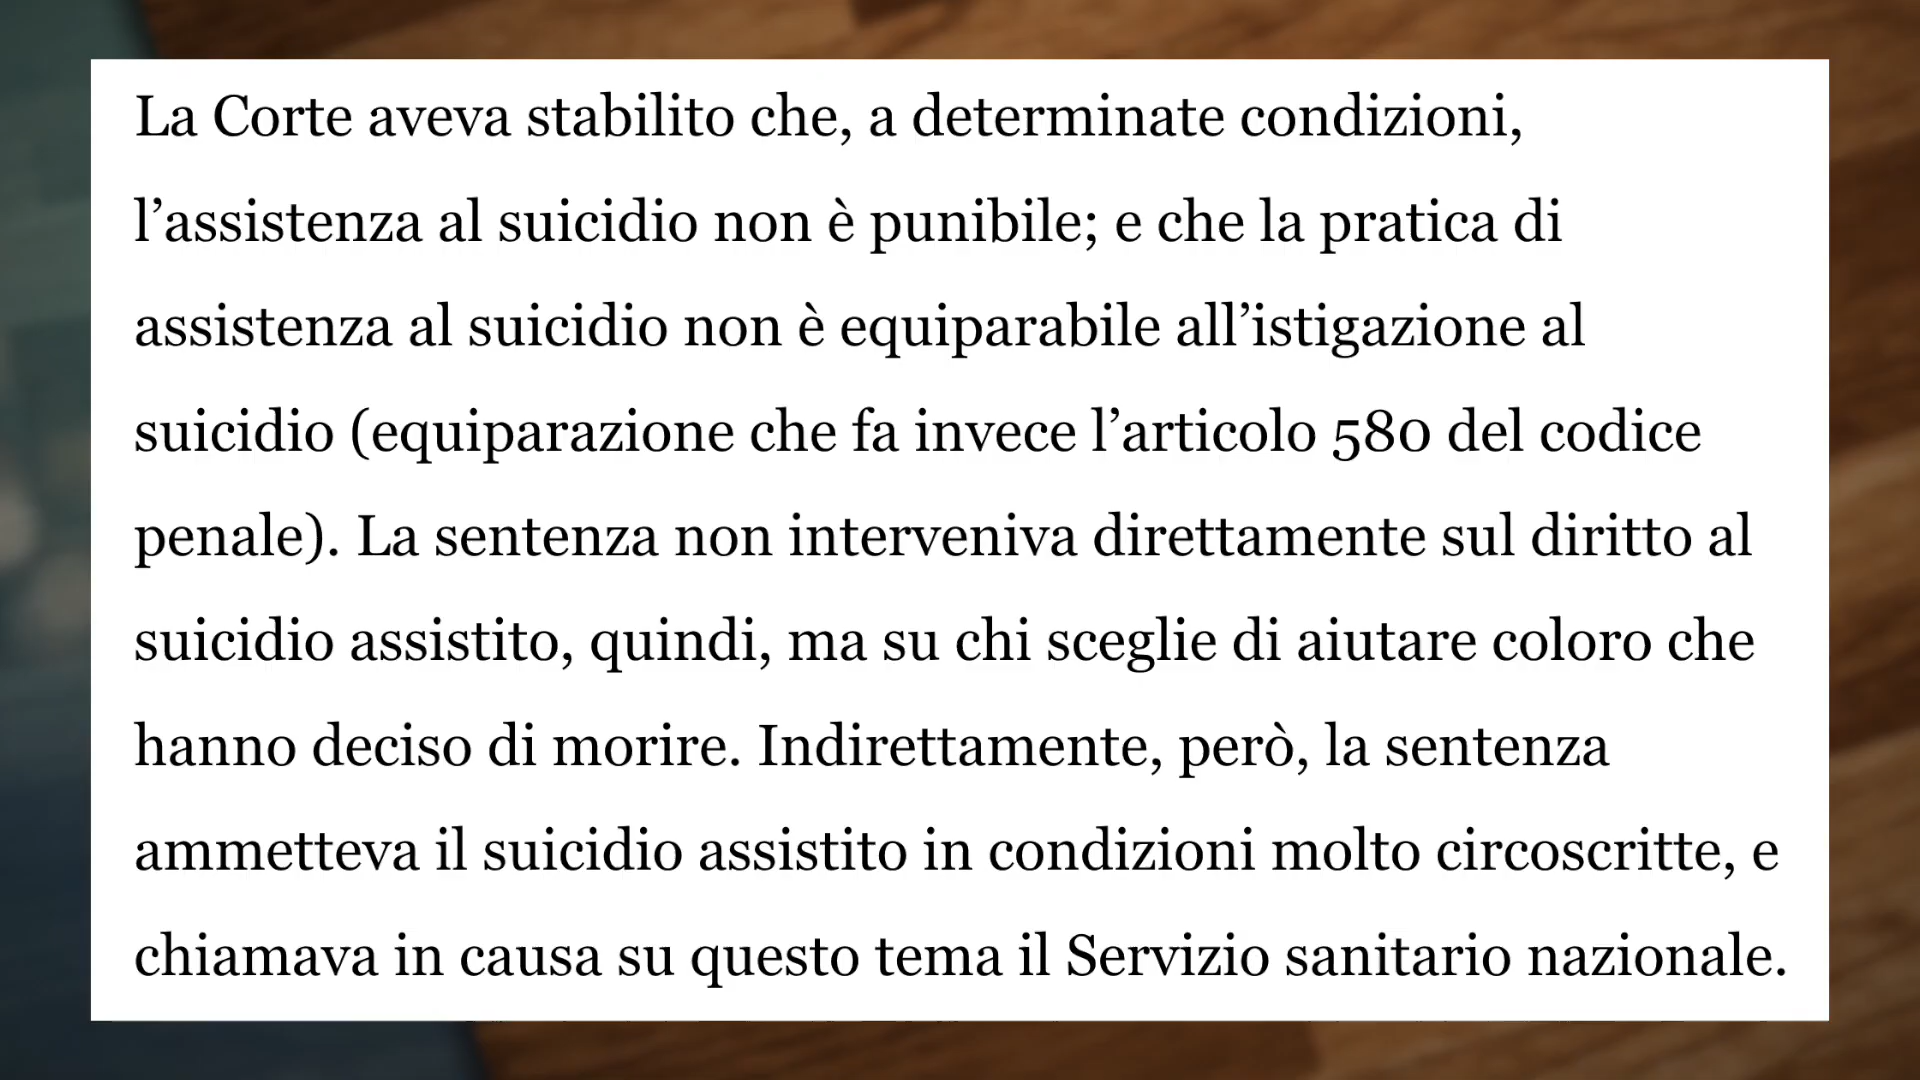 La Corte aveva stabilito che, a determinate condizioni,
l’assistenza al suicidio non è punibile; e che la pratica di
assistenza al suicidio non è equiparabile all’istigazione al
suicidio (equiparazione che fa invece l’articolo 580 del codice
penale). La sentenza non interveniva direttamente sul diritto al
suicidio assistito, quindi, ma su chi sceglie di aiutare coloro che
hanno deciso di morire. Indirettamente, però, la sentenza
ammetteva il suicidio assistito in condizioni molto circoscritte, e
chiamava in causa su questo tema il Servizio sanitario nazionale.